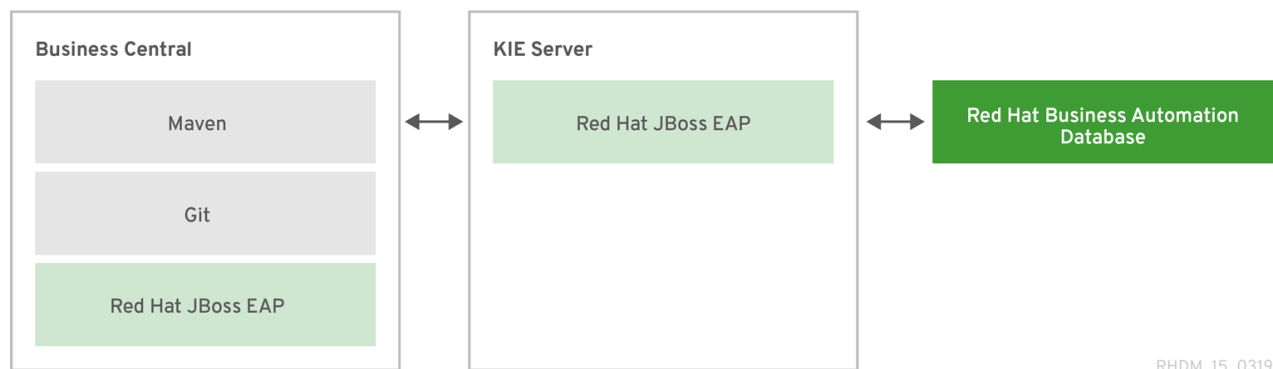 Business Central
Maven
Git
Red Hat JBoss EAP
KIE Server
Red Hat JBoss EAP
Red Hat Business Automation
Database
RHDM_15_0319